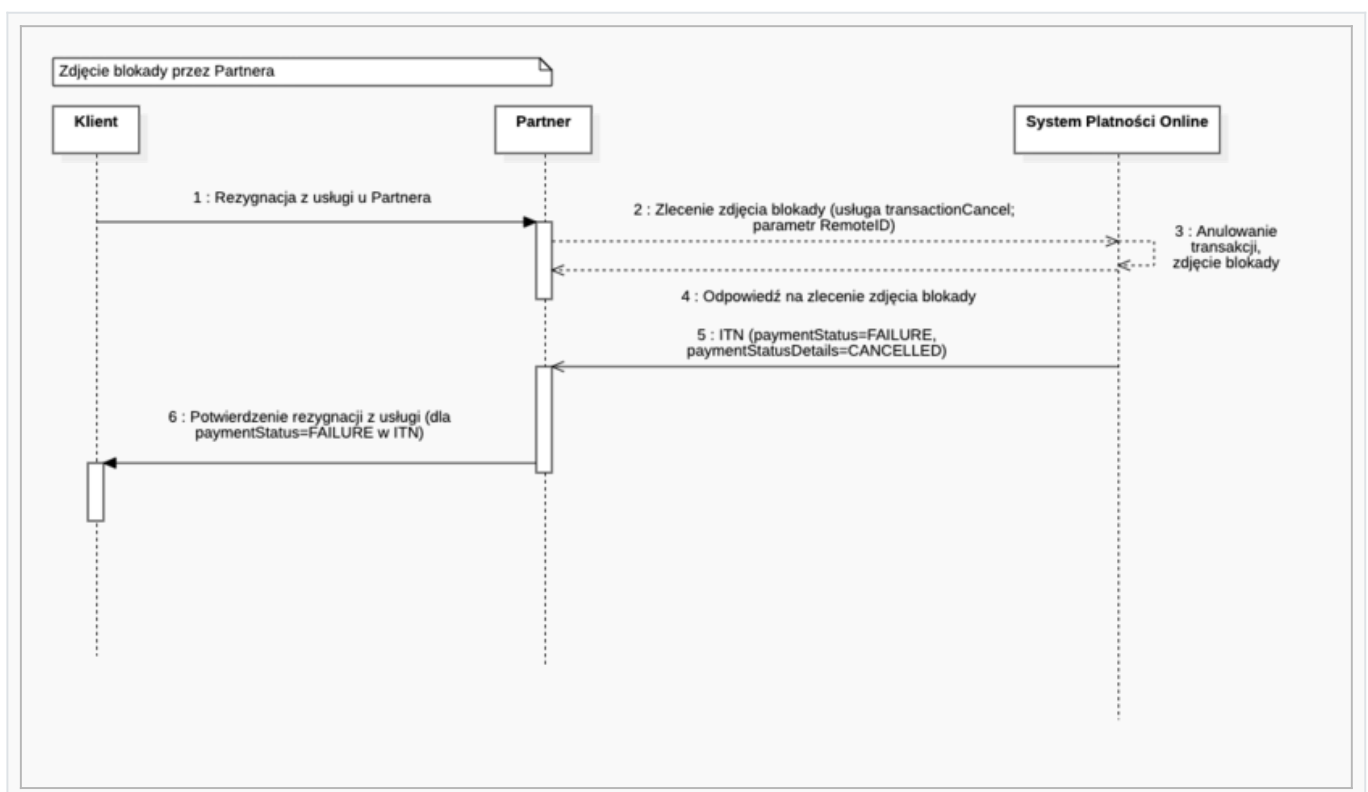 Zdjęcie blokady przez Partnera
Klient
Partner
System Platności Online
1 : Rezygnacja z usługi u Partnera
2 : Zlecenie zdjęcia blokady (usługa transactionCancel;
parametr RemoteID)
3 : Anulowanie
transakcji,
zdjęcie blokady
4 : Odpowiedź na zlecenie zdjęcia blokady
5 : ITN (paymentStatus=FAILURE,
paymentStatusDetails=CANCELLED)
6 : Potwierdzenie rezygnacji z usługi (dla
paymentStatus=FAILURE w ITN)